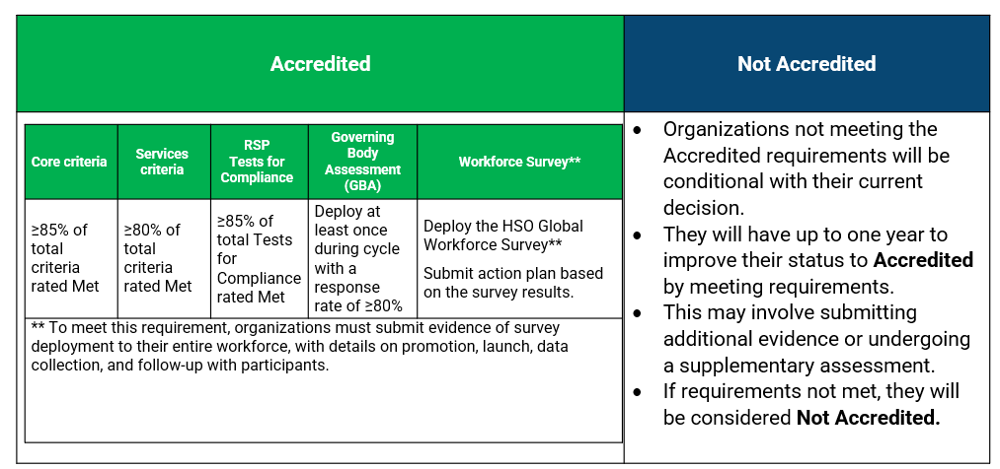 Accredited
Not Accredited
Core criteria
Services
criteria
RSP
Tests for
Compliance
Governing
Body
Assessment
(GBA)
Workforce Survey**
≥85% of
total
criteria
rated Met
≥80% of
total
criteria
rated Met
≥85% of
total Tests
for
Compliance
rated Met
Deploy at
least once
during cycle
with a
response
rate of ≥80%
Deploy the HSO Global
Workforce Survey**
Submit action plan based
on the survey results.
** To meet this requirement, organizations must submit evidence of survey
deployment to their entire workforce, with details on promotion, launch, data
collection, and follow-up with participants.
• Organizations not meeting the
Accredited requirements will be
conditional with their current
decision.
• They will have up to one year to
improve their status to Accredited
by meeting requirements.
• This may involve submitting
additional evidence or undergoing
a supplementary assessment.
• If requirements not met, they will
be considered Not Accredited.